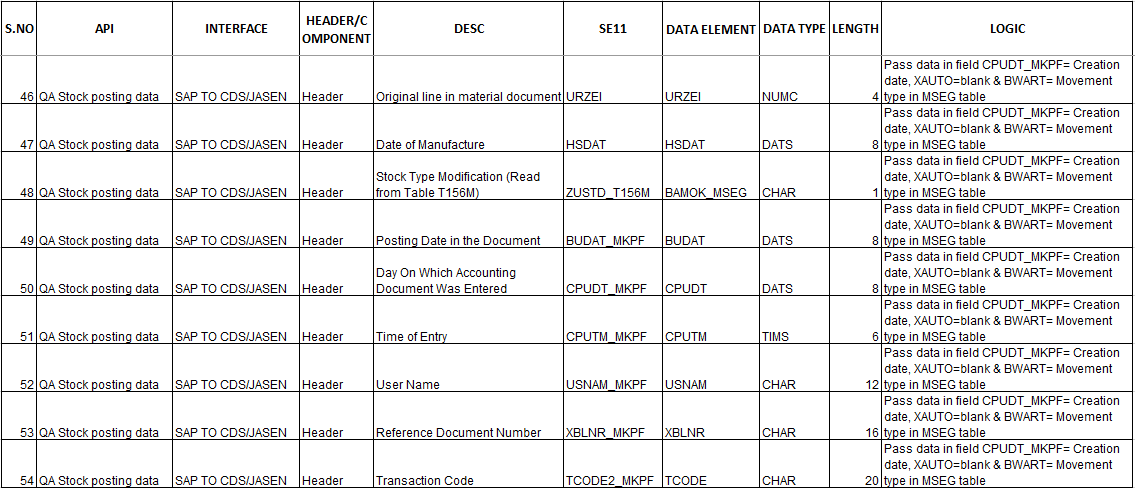 S.NO API INTERFACE HEADER/C OMPONENT DESC SE11 DATA ELEMENT DATA TYPE LENGTH LOGIC
46 QA Stock posting data SAP TO CDS/JASEN Header Original line in material document URZEI URZEI NUMC 4 Pass data in field CPUDT_MKPF= Creation
date, XAUTO=blank & BWART= Movement
type in MSEG table
47 QA Stock posting data SAP TO CDS/JASEN Header Date of Manufacture HSDAT HSDAT DATS 8 Pass data in field CPUDT_MKPF= Creation
date, XAUTO=blank & BWART= Movement
type in MSEG table
48 QA Stock posting data SAP TO CDS/JASEN Header Stock Type Modification (Read
from Table T156M) ZUSTD_T156M BAMOK_MSEG CHAR 1 Pass data in field CPUDT_MKPF= Creation
date, XAUTO=blank & BWART= Movement
type in MSEG table
49 QA Stock posting data SAP TO CDS/JASEN Header Posting Date in the Document BUDAT_MKPF BUDAT DATS 8 Pass data in field CPUDT_MKPF= Creation
date, XAUTO=blank & BWART= Movement
type in MSEG table
50 QA Stock posting data SAP TO CDS/JASEN Header Day On Which Accounting
Document Was Entered CPUDT_MKPF CPUDT DATS 8 Pass data in field CPUDT_MKPF= Creation
date, XAUTO=blank & BWART= Movement
type in MSEG table
51 QA Stock posting data SAP TO CDS/JASEN Header Time of Entry CPUTM_MKPF CPUTM TIMS 6 Pass data in field CPUDT_MKPF= Creation
date, XAUTO=blank & BWART= Movement
type in MSEG table
52 QA Stock posting data SAP TO CDS/JASEN Header User Name USNAM_MKPF USNAM CHAR 12 Pass data in field CPUDT_MKPF= Creation
date, XAUTO=blank & BWART= Movement
type in MSEG table
53 QA Stock posting data SAP TO CDS/JASEN Header Reference Document Number XBLNR_MKPF XBLNR CHAR 16 Pass data in field CPUDT_MKPF= Creation
date, XAUTO=blank & BWART= Movement
type in MSEG table
54 QA Stock posting data SAP TO CDS/JASEN Header Transaction Code TCODE2_MKPF TCODE CHAR 20 Pass data in field CPUDT_MKPF= Creation
date, XAUTO=blank & BWART= Movement
type in MSEG table